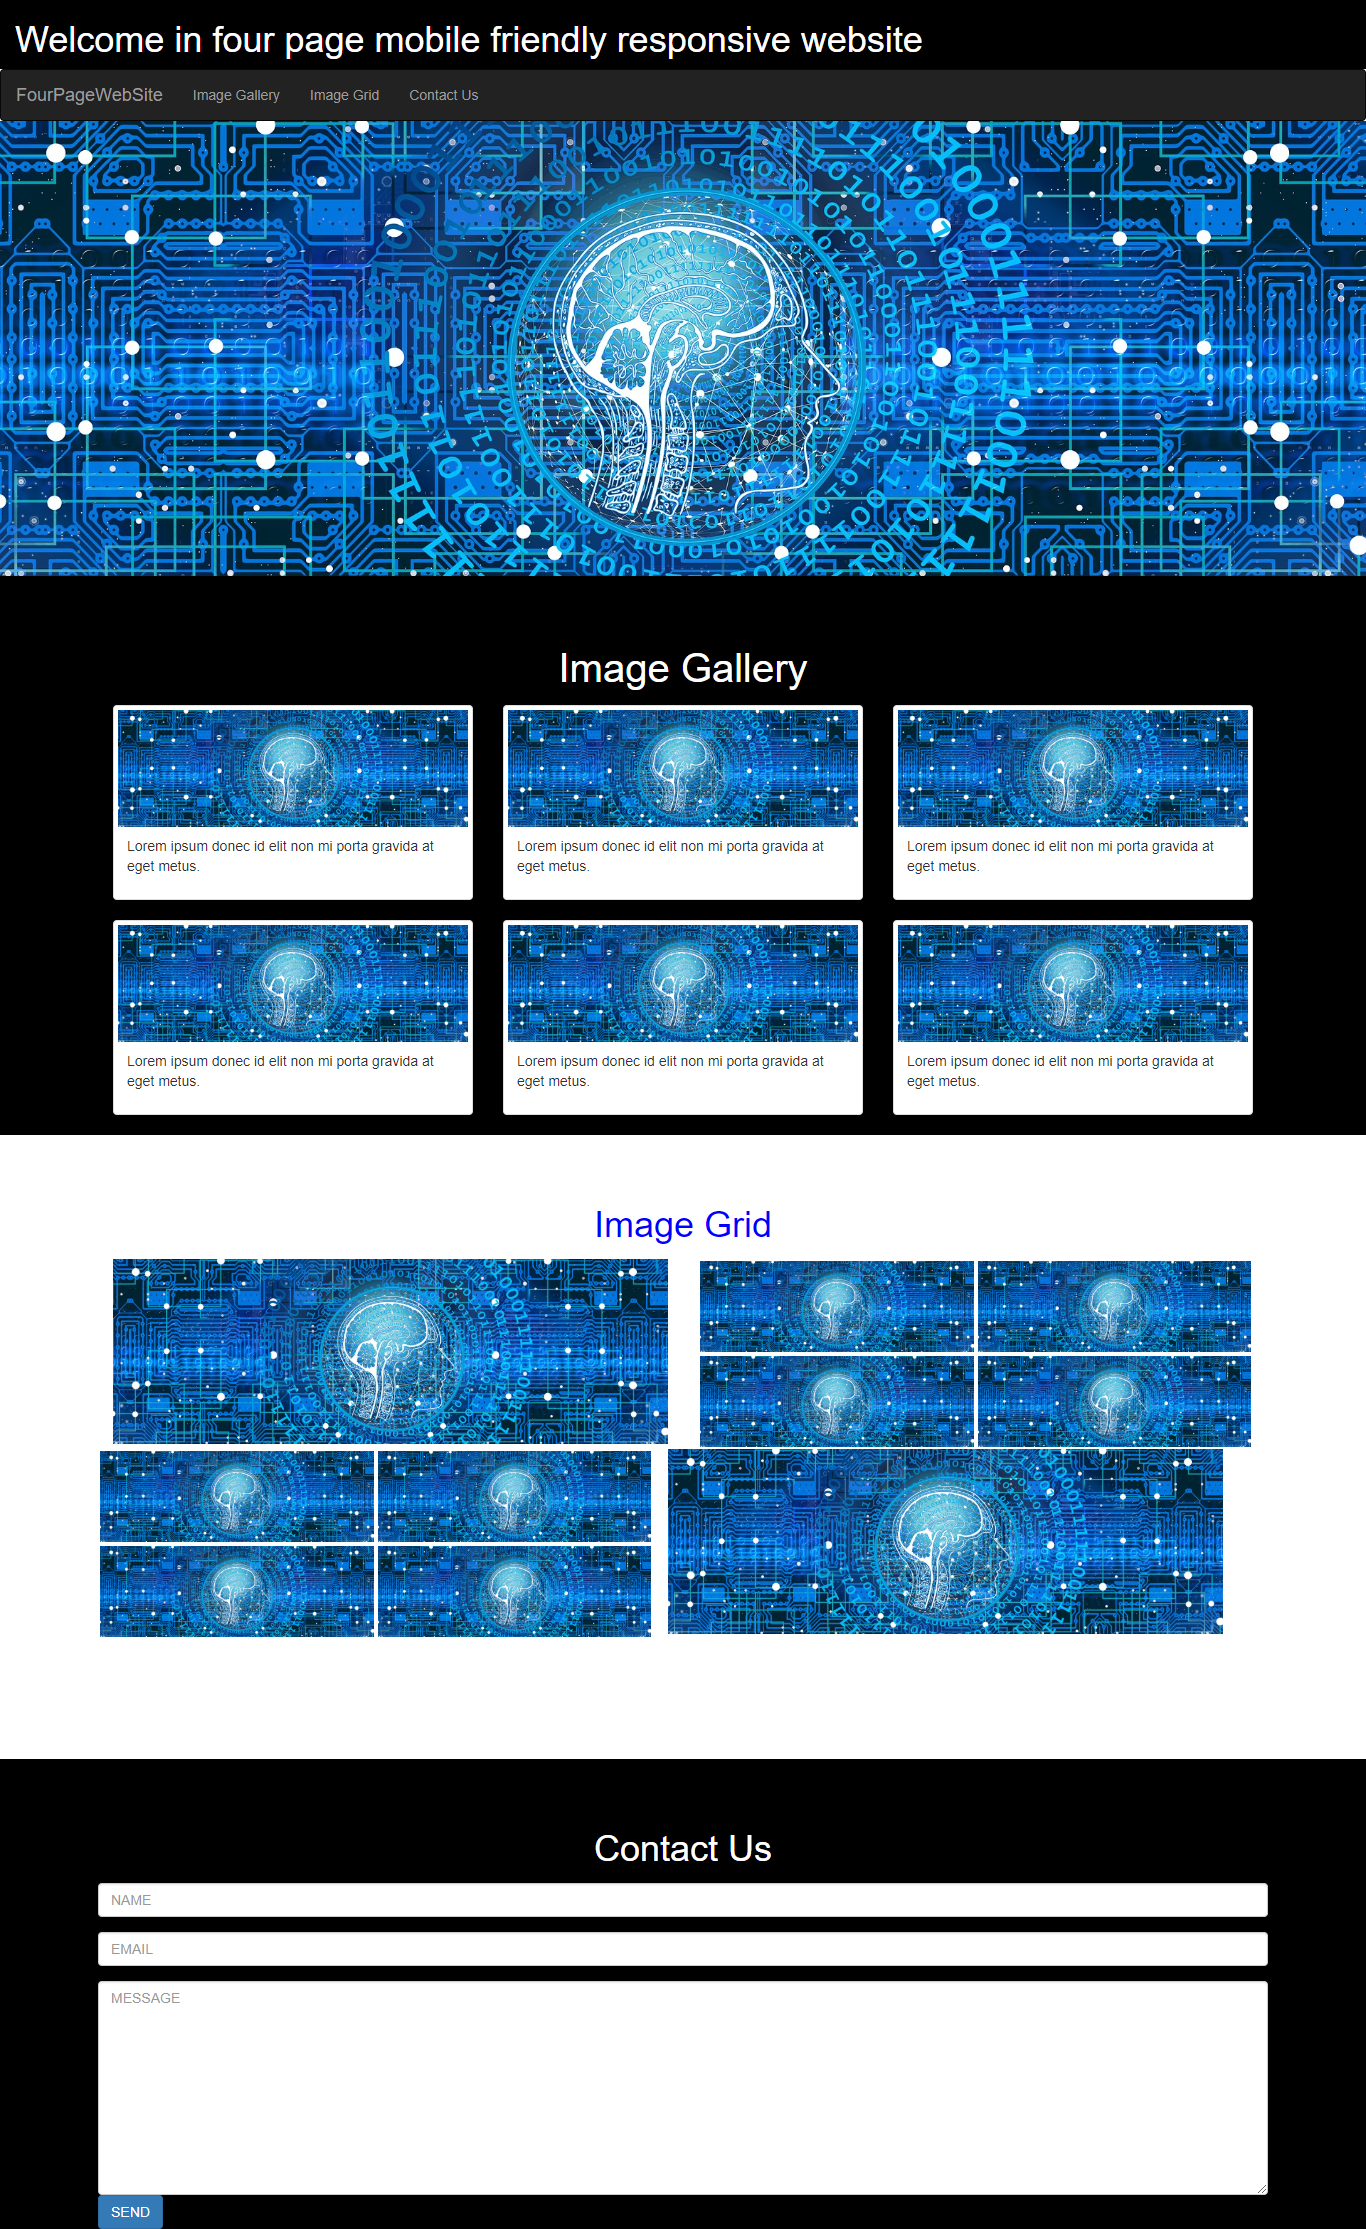 Welcome in four page mobile friendly responsive website
FourPageWebSite Image Gallery Image Grid Contact Us
Image Gallery
Lorem ipsum donec id elit non mi porta gravida at
eget metus.
Lorem ipsum donec id elit non mi porta gravida at
eget metus.
Lorem ipsum donec id elit non mi porta gravida at
eget metus.
Lorem ipsum donec id elit non mi porta gravida at
eget metus.
Lorem ipsum donec id elit non mi porta gravida at
eget metus.
Lorem ipsum donec id elit non mi porta gravida at
eget metus.
Image Grid
Contact Us
NAME
EMAIL
MESSAGE
SEND